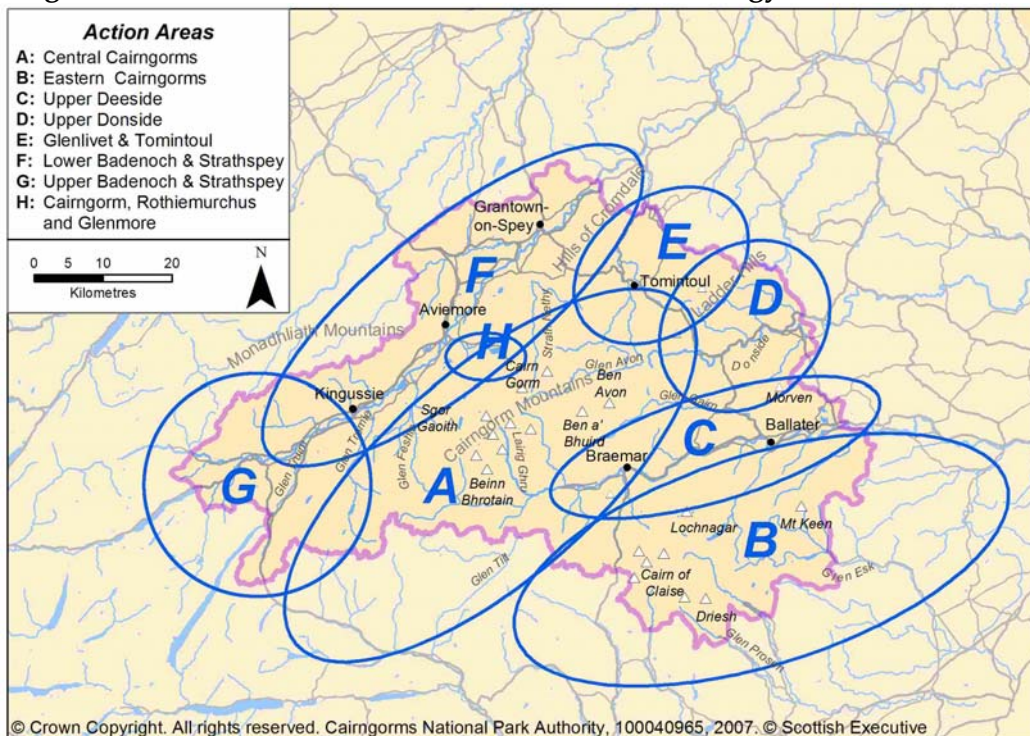 Action Areas
A: Central Cairngorms
B: Eastern Cairngorms
C: Upper Deeside
D: Upper Donside
E: Glenlivet & Tomintoul
F: Lower Badenoch & Strathspey
G: Upper Badenoch & Strathspey
H: Cairngorm, Rothiemurchus
and Glenmore
0 5 10 20
Kilometres
N
Grantown-
on-Spey
Hills of Cromdale
E
Tomintoul
Ladder Hills
D
Donside
F
Aviemore
Monadhliath Mountains
H
Strath Nethy
Cairn
Gorm
Glen Avon
Ben
Avon
Cairngorm Mountains
Kingussie
Sgor
Gaoith
Ben a'
Bhuird
Morven
Ballater
C
Braemar
Glen Tromie
Glen Feshie
G
A
Beinn
Bhrotain
Lochnagar
Mt Keen
B
Glen Esk
Cairn of
Claise
Driesh
Glen Prosen
© Crown Copyright. All rights reserved. Cairngorms National Park Authority, 100040965, 2007. © Scottish Executive